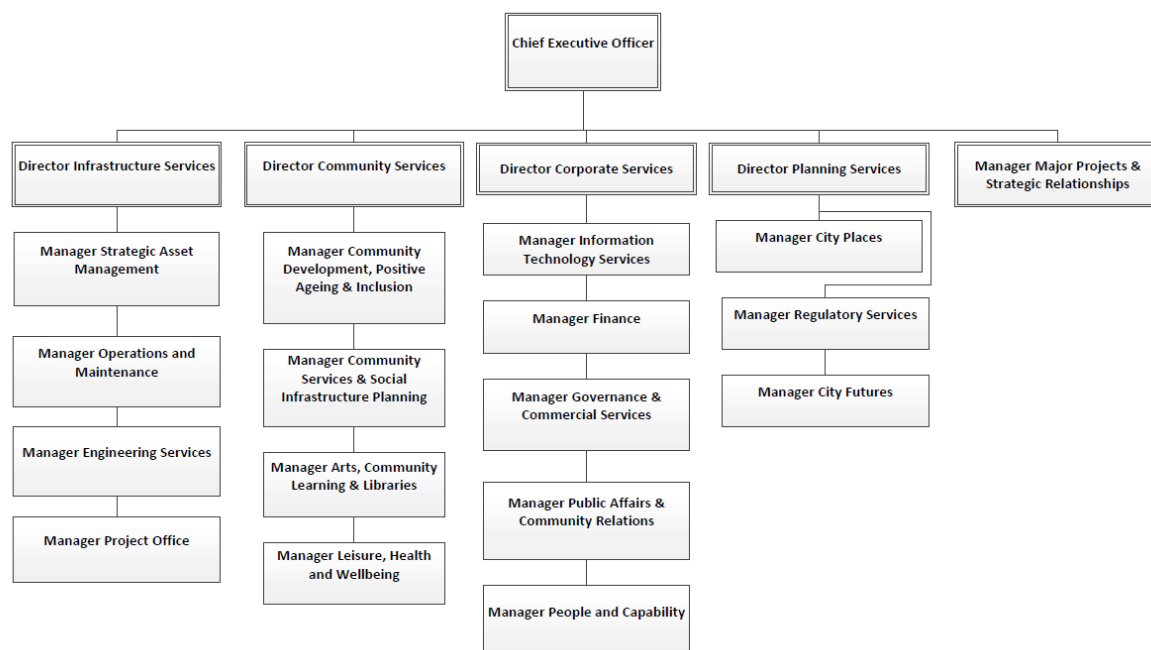 Chief Executive Officer
Director Infrastructure Services
Director Community Services
Director Corporate Services
Director Planning Services
Manager Major Projects &
Strategic Relationships
Manager Strategic Asset
Management
Manager Operations and
Maintenance
Manager Engineering Services
Manager Project Office
Manager Community
Development, Positive
Ageing & Inclusion
Manager Community
Services & Social
Infrastructure Planning
Manager Arts, Community
Learning & Libraries
Manager Leisure, Health
and Wellbeing
Manager Information
Technology Services
Manager Finance
Manager Governance &
Commercial Services
Manager Public Affairs &
Community Relations
Manager People and Capability
Manager City Places
Manager Regulatory Services
Manager City Futures